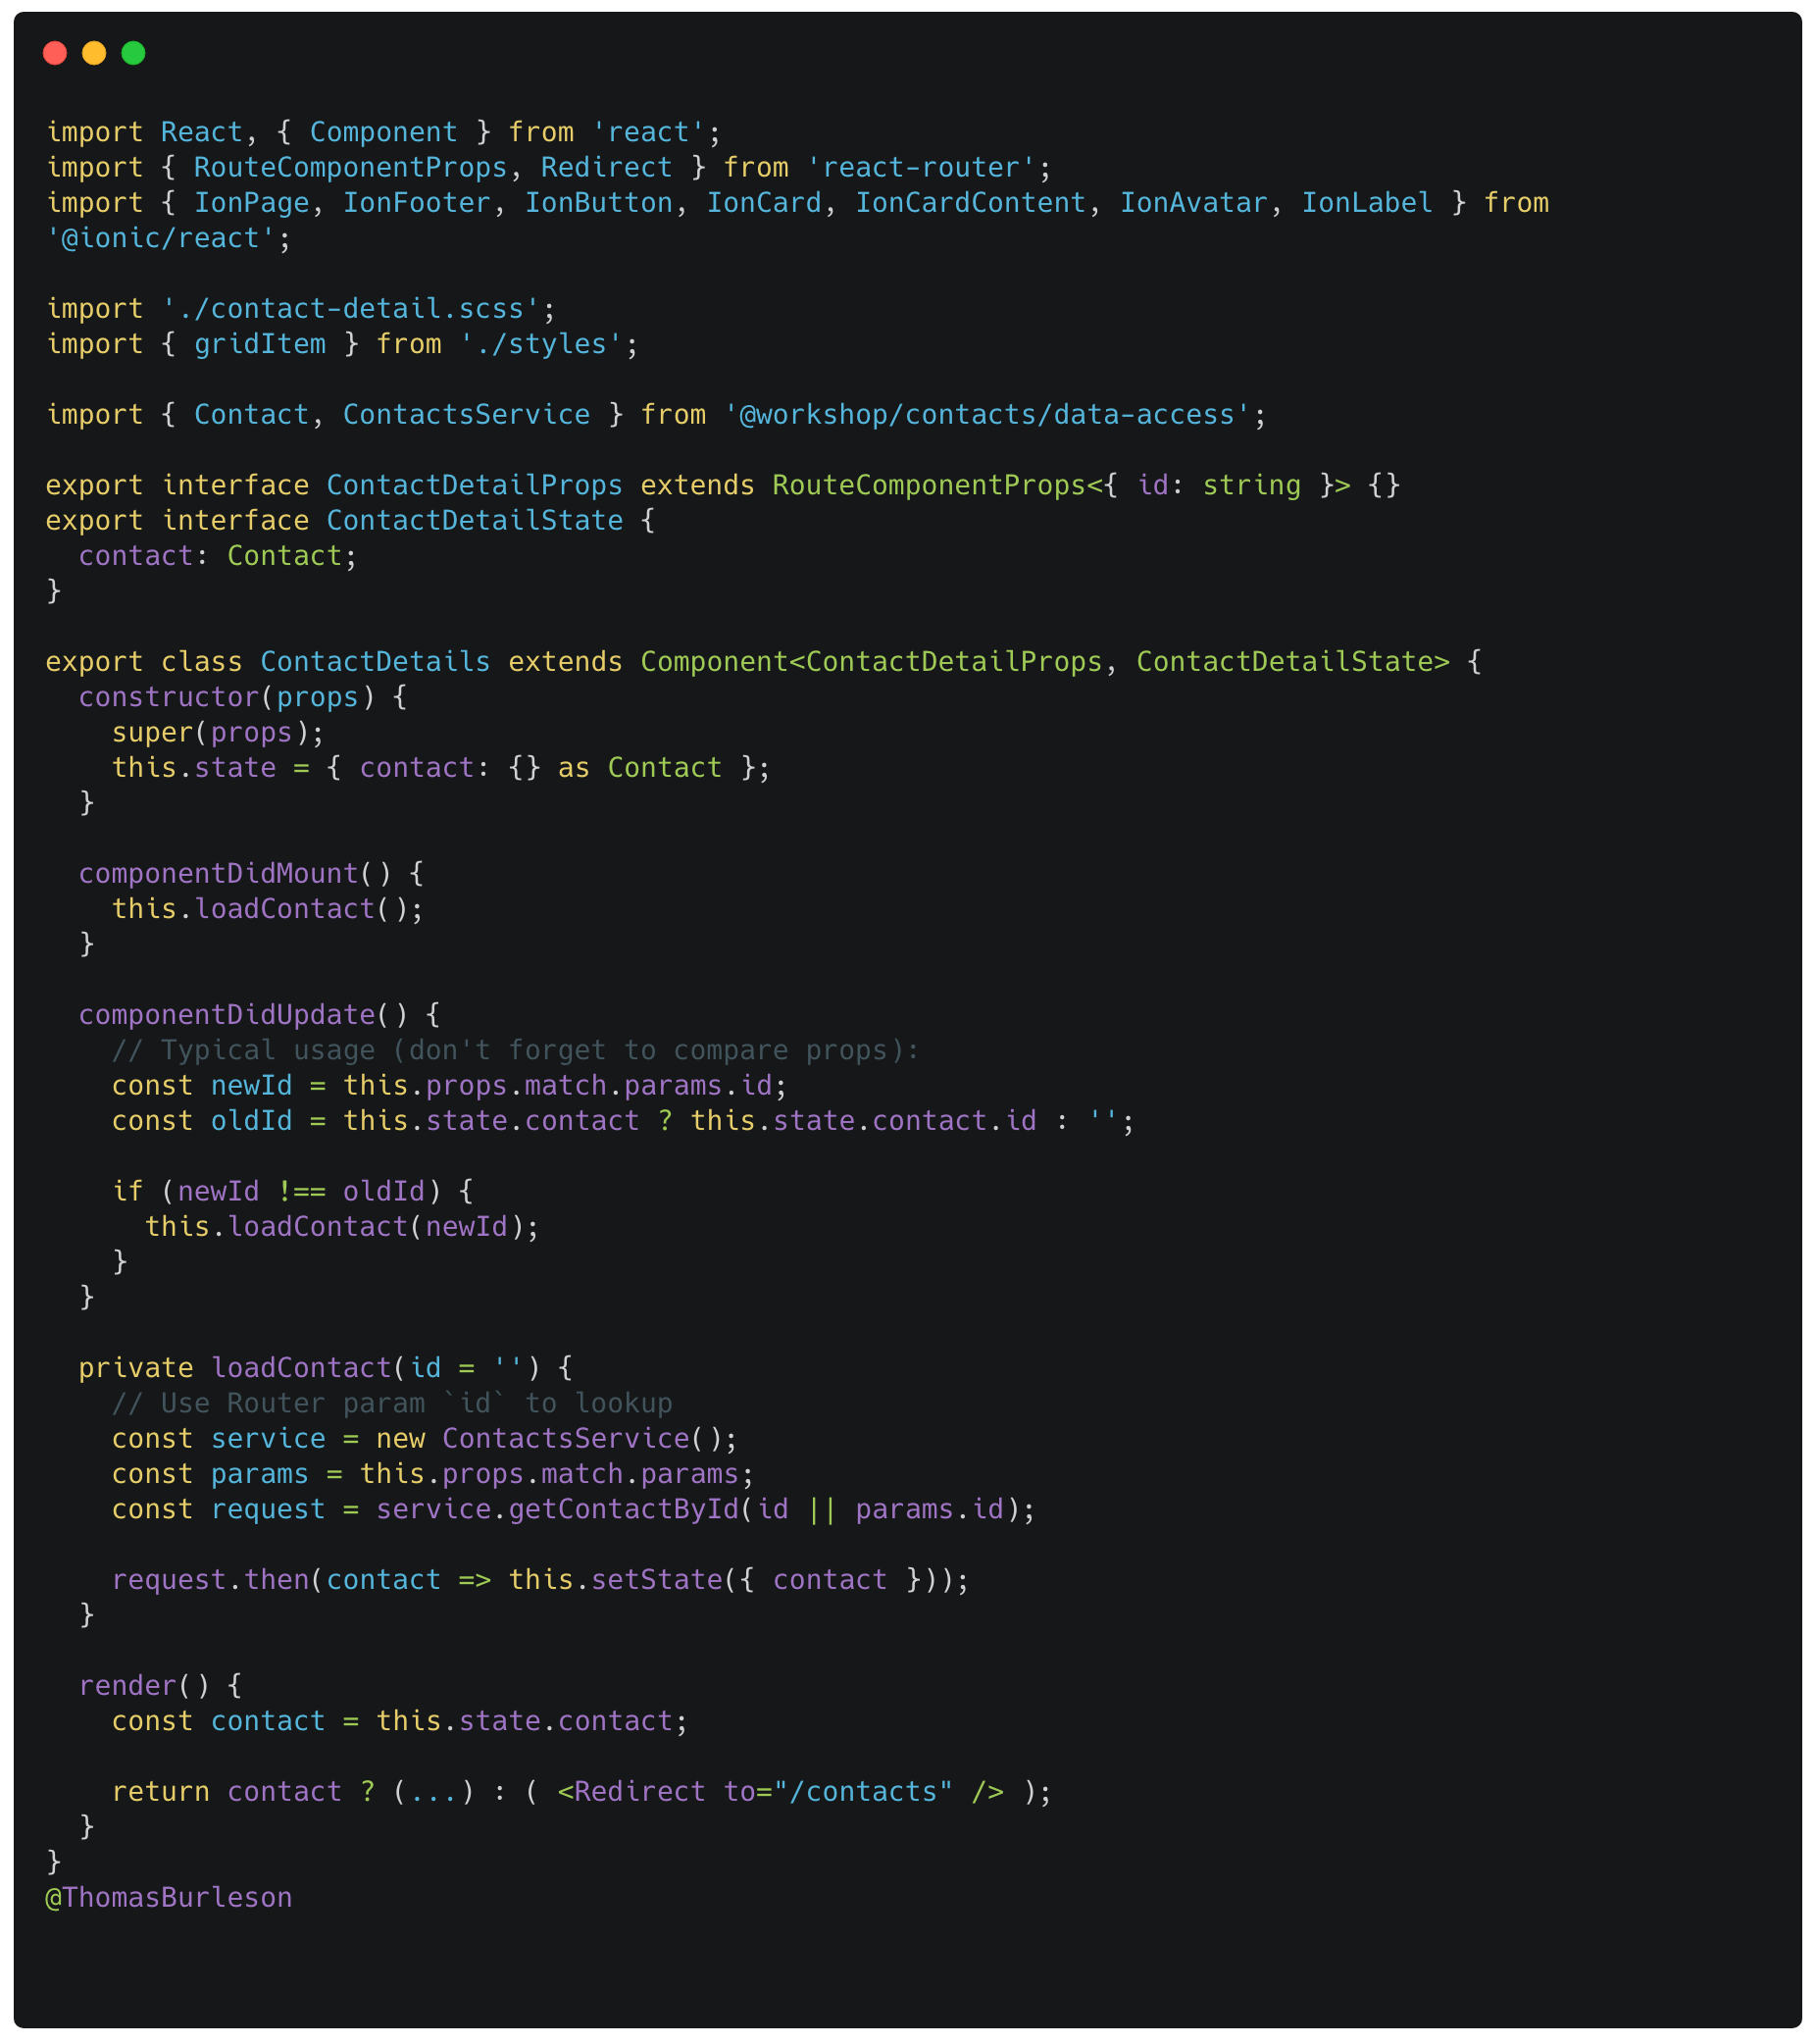 import React, { Component } from 'react';
import { RouteComponentProps, Redirect } from 'react-router';
import { IonPage, IonFooter, IonButton, IonCard, IonCardContent, IonAvatar, IonLabel } from
'@ionic/react';

import './contact-detail.scss';
import { gridItem } from './styles';

import { Contact, ContactsService } from '@workshop/contacts/data-access';

export interface ContactDetailProps extends RouteComponentProps<{ id: string }> {}
export interface ContactDetailState {
  contact: Contact;
}

export class ContactDetails extends Component<ContactDetailProps, ContactDetailState> {
  constructor(props) {
    super(props);
    this.state = { contact: {} as Contact };
  }

  componentDidMount() {
    this.loadContact();
  }

  componentDidUpdate() {
    // Typical usage (don't forget to compare props):
    const newId = this.props.match.params.id;
    const oldId = this.state.contact ? this.state.contact.id : '';

    if (newId !== oldId) {
      this.loadContact(newId);
    }
  }

  private loadContact(id = '') {
    // Use Router param `id` to lookup
    const service = new ContactsService();
    const params = this.props.match.params;
    const request = service.getContactById(id || params.id);

    request.then(contact => this.setState({ contact }));
  }

  render() {
    const contact = this.state.contact;

    return contact ? (...) : ( <Redirect to="/contacts" /> );
  }
}
@ThomasBurleson